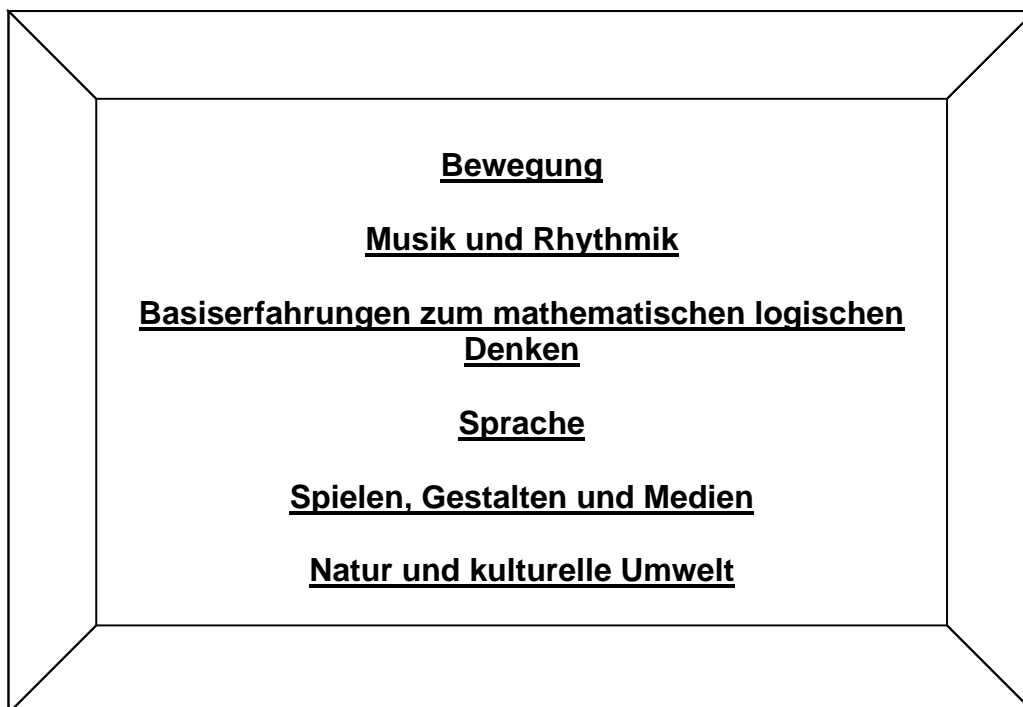 Bewegung
Musik und Rhythmik
Basiserfahrungen zum mathematischen logischen
Denken
Sprache
Spielen, Gestalten und Medien
Natur und kulturelle Umwelt